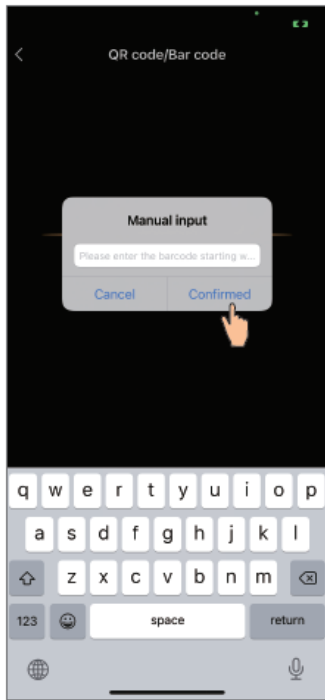 QR code/Bar code
Manual input
Please enter the barcode starting w...
Cancel Confirmed
q w e r t y u i o p
a s d f g h j k l
z x c v b n m
123 space return